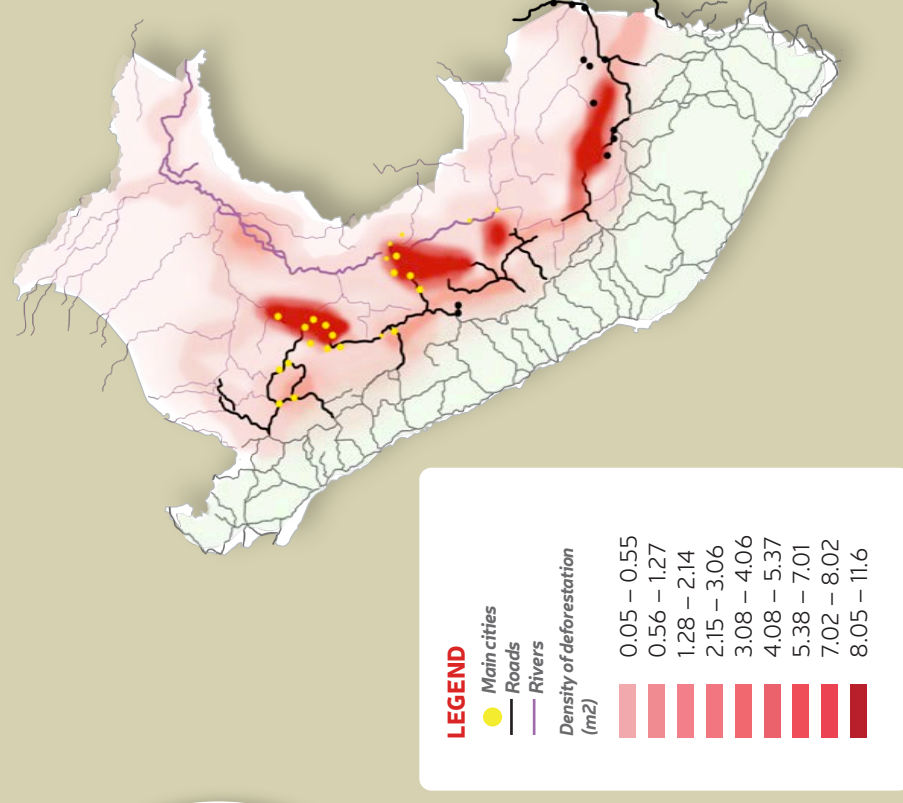 LEGEND
Main cities
Roads
Rivers
Density of deforestation
(m2)
0.05 – 0.55
0.56 – 1.27
1.28 – 2.14
2.15 – 3.06
3.08 – 4.06
4.08 – 5.37
5.38 – 7.01
7.02 – 8.02
8.05 – 11.6